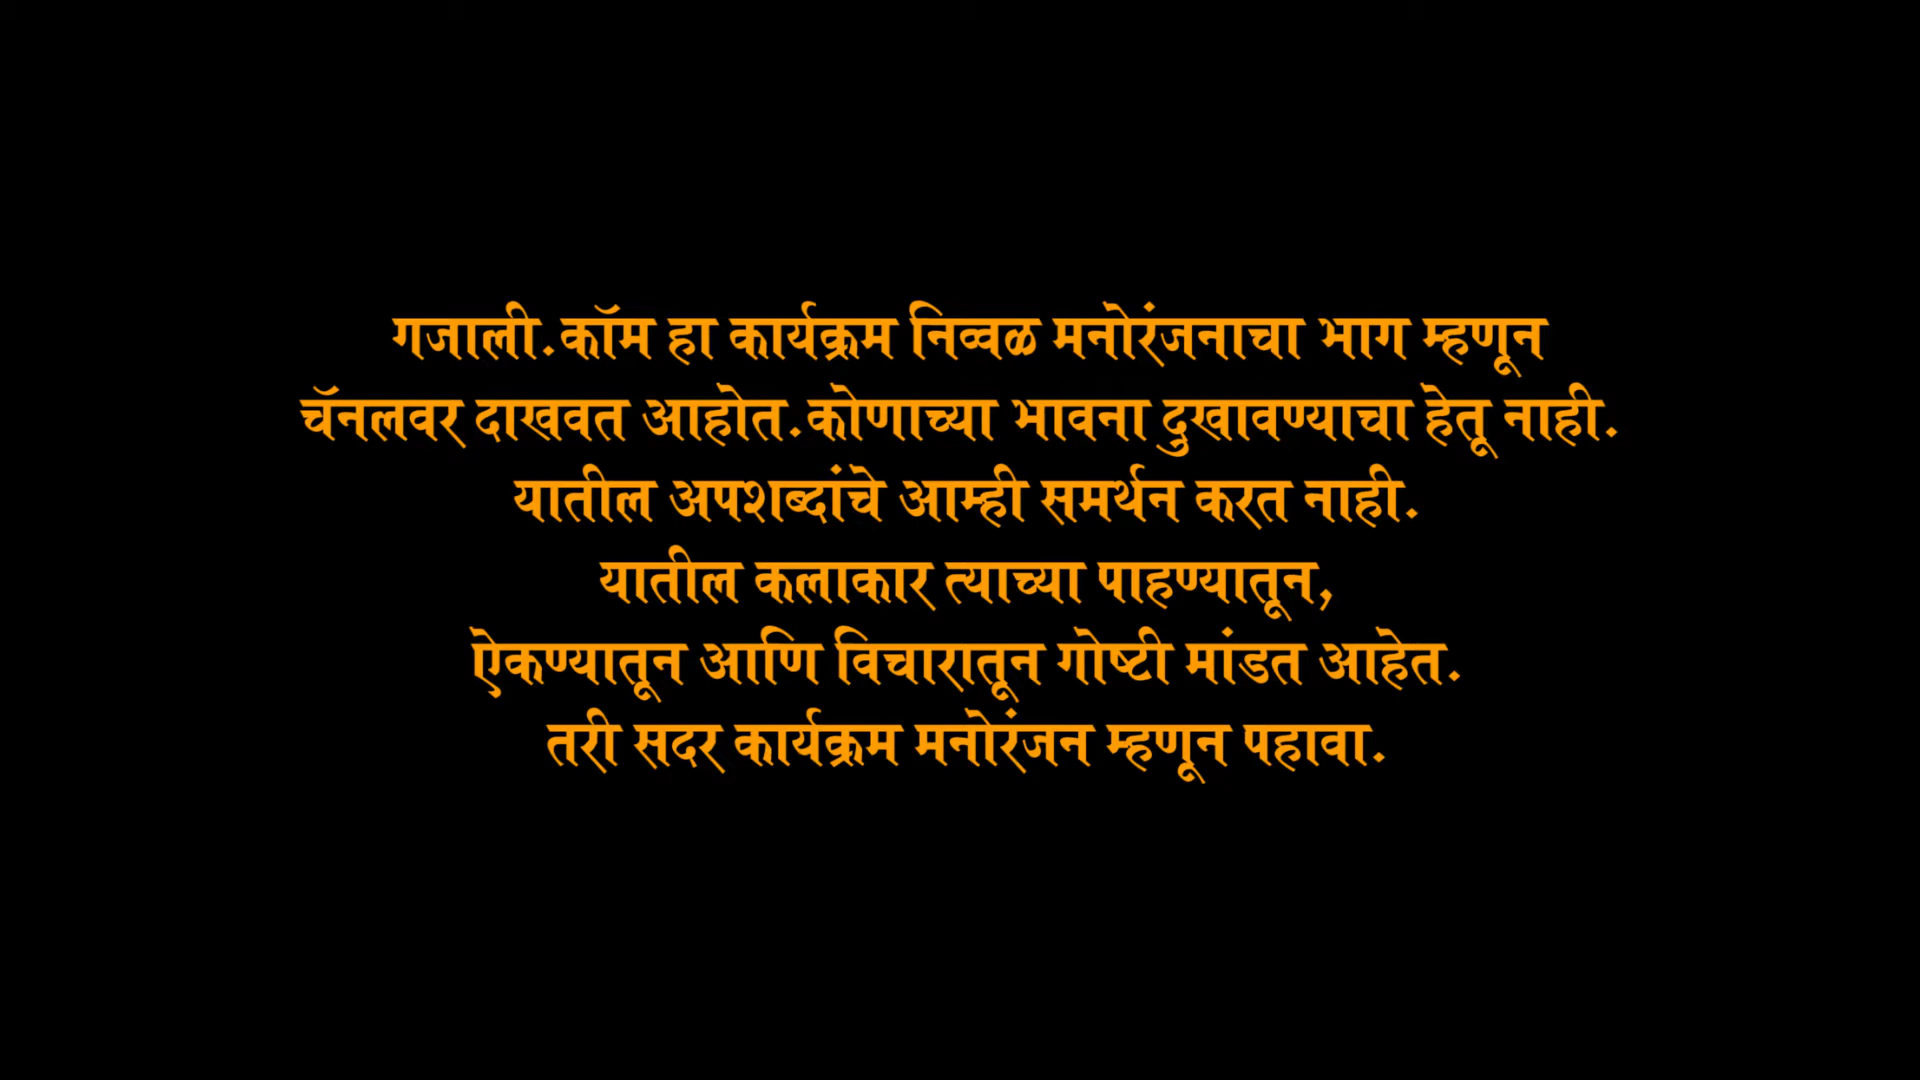 गजाली.कॉम हा कार्यक्रम निव्वळ मनोरंजनाचा भाग म्हणून
चॅनलवर दाखवत आहोत.कोणाच्या भावना दुखावण्याचा हेतू नाही.
यातील अपशब्दांचे आम्ही समर्थन करत नाही.
यातील कलाकार त्याच्या पाहण्यातून,
ऐकण्यातून आणि विचारातून गोष्टी मांडत आहेत.
तरी सदर कार्यक्रम मनोरंजन म्हणून पहावा.